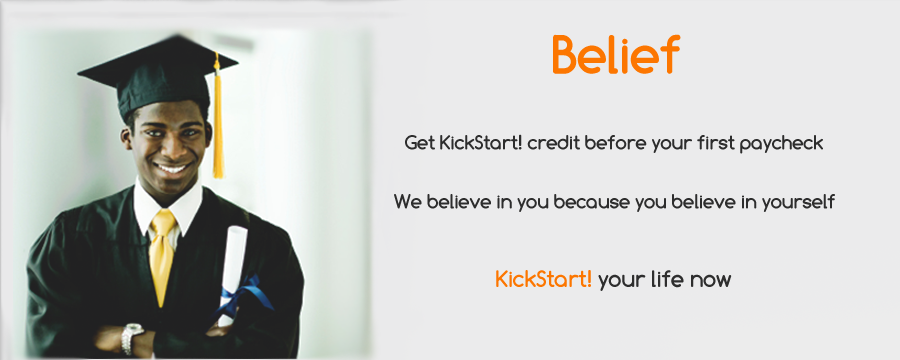 Belief
Get KickStart! credit before your first paycheck
We believe in you because you believe in yourself
KickStart! your life now